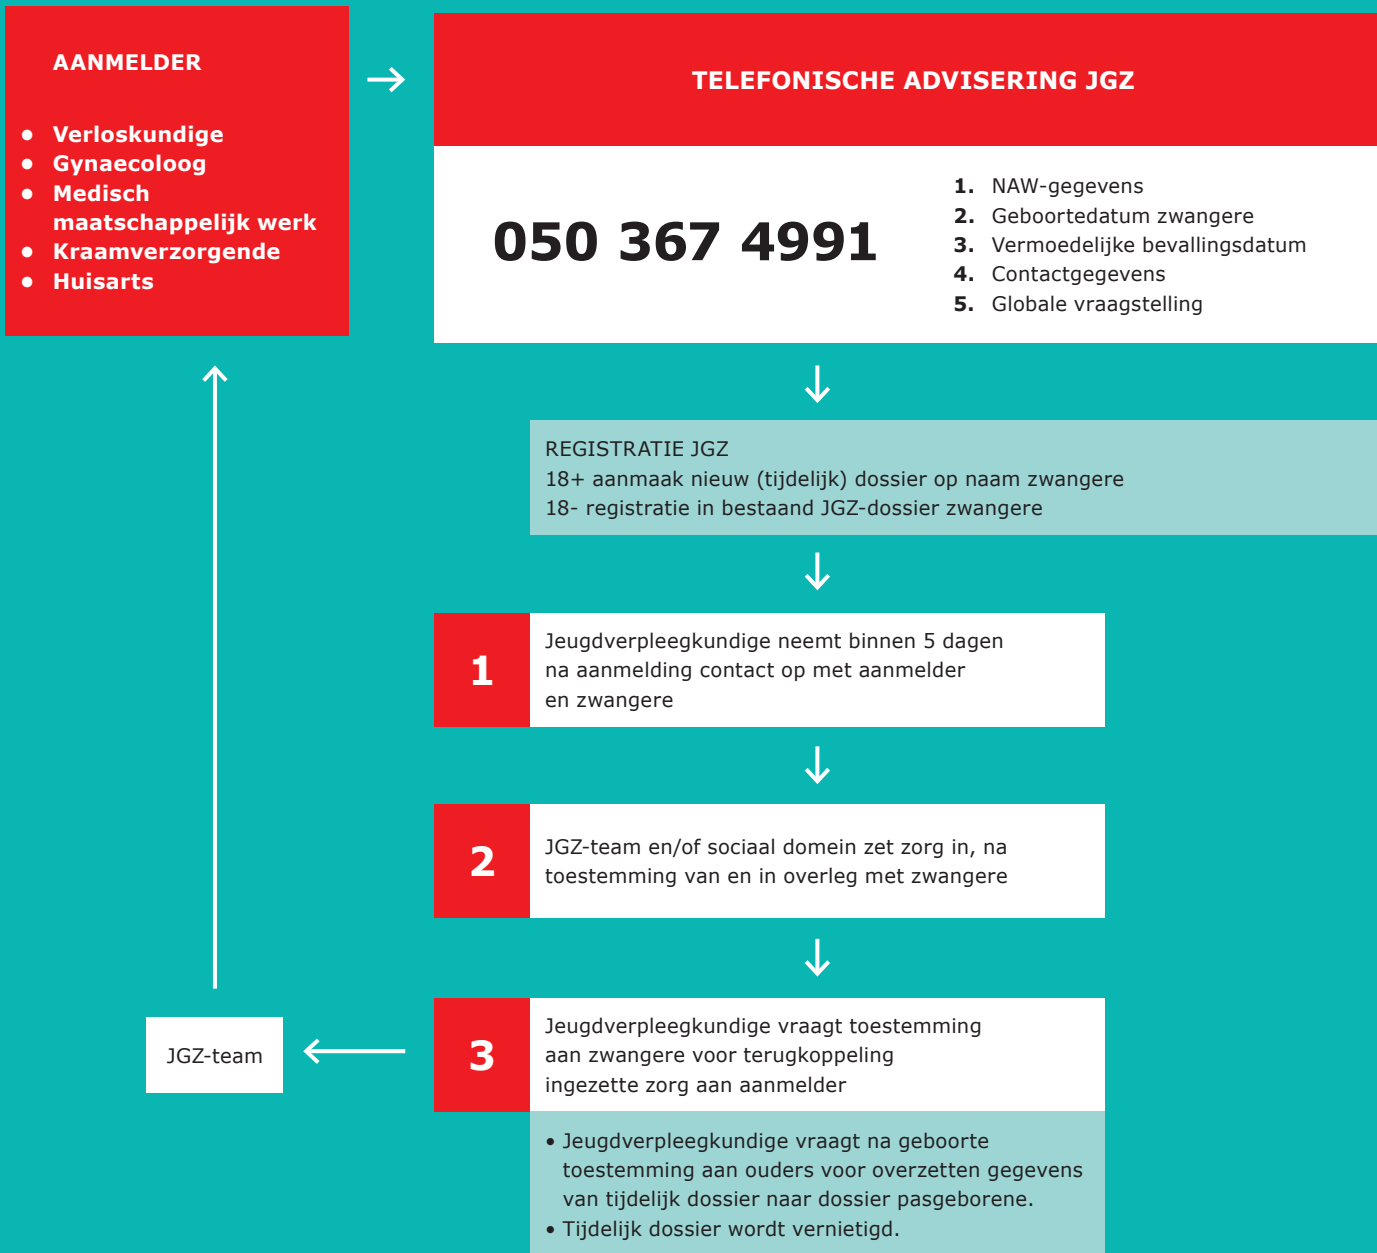 AANMELDER
• Verloskundige
• Gynaecoloog
• Medisch
maatschappelijk werk
• Kraamverzorgende
• Huisarts
TELEFONISCHE ADVISERING JGZ
050 367 4991
1. NAW-gegevens
2. Geboortedatum zwangere
3. Vermoedelijke bevallingsdatum
4. Contactgegevens
5. Globale vraagstelling
REGISTRATIE JGZ
18+ aanmaak nieuw (tijdelijk) dossier op naam zwangere
18- registratie in bestaand JGZ-dossier zwangere
1
Jeugdverpleegkundige neemt binnen 5 dagen
na aanmelding contact op met aanmelder
en zwangere
2
JGZ-team en/of sociaal domein zet zorg in, na
toestemming van en in overleg met zwangere
3
Jeugdverpleegkundige vraagt toestemming
aan zwangere voor terugkoppeling
ingezette zorg aan aanmelder
JGZ-team
• Jeugdverpleegkundige vraagt na geboorte
toestemming aan ouders voor overzetten gegevens
van tijdelijk dossier naar dossier pasgeborene.
• Tijdelijk dossier wordt vernietigd.